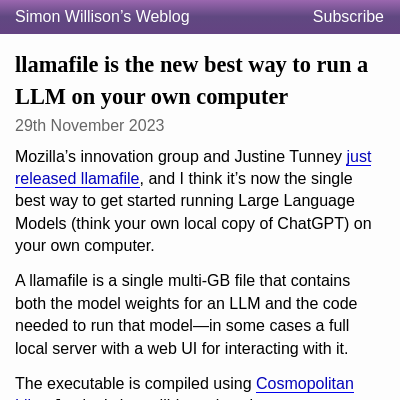 Simon Willison’s Weblog
Subscribe
llamafile is the new best way to run a
LLM on your own computer
29th November 2023
Mozilla’s innovation group and Justine Tunney just
released llamafile, and I think it’s now the single
best way to get started running Large Language
Models (think your own local copy of ChatGPT) on
your own computer.
A llamafile is a single multi-GB file that contains
both the model weights for an LLM and the code
needed to run that model—in some cases a full
local server with a web UI for interacting with it.
The executable is compiled using Cosmopolitan